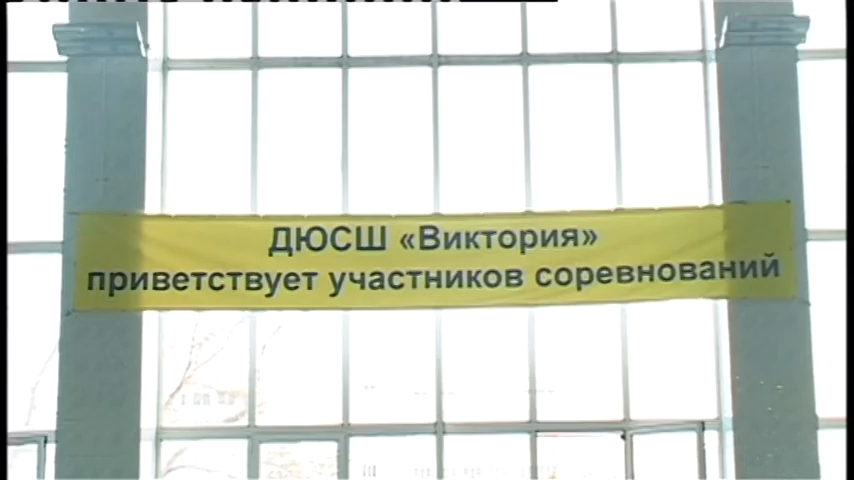 ДЮСШ «Виктория»
приветствует участников соревнований